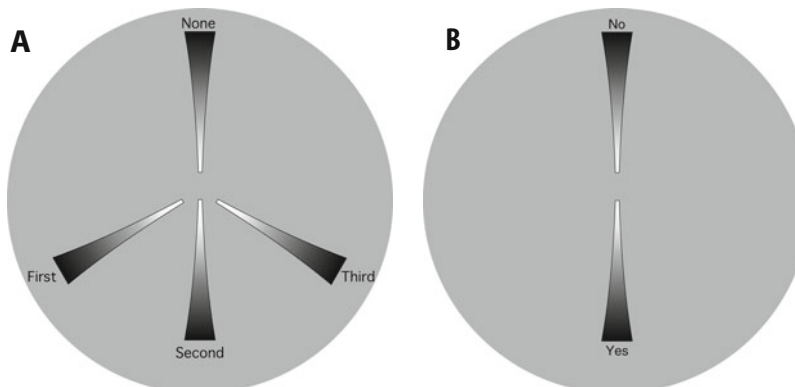 A
None
First
Third
Second
B
No
Yes